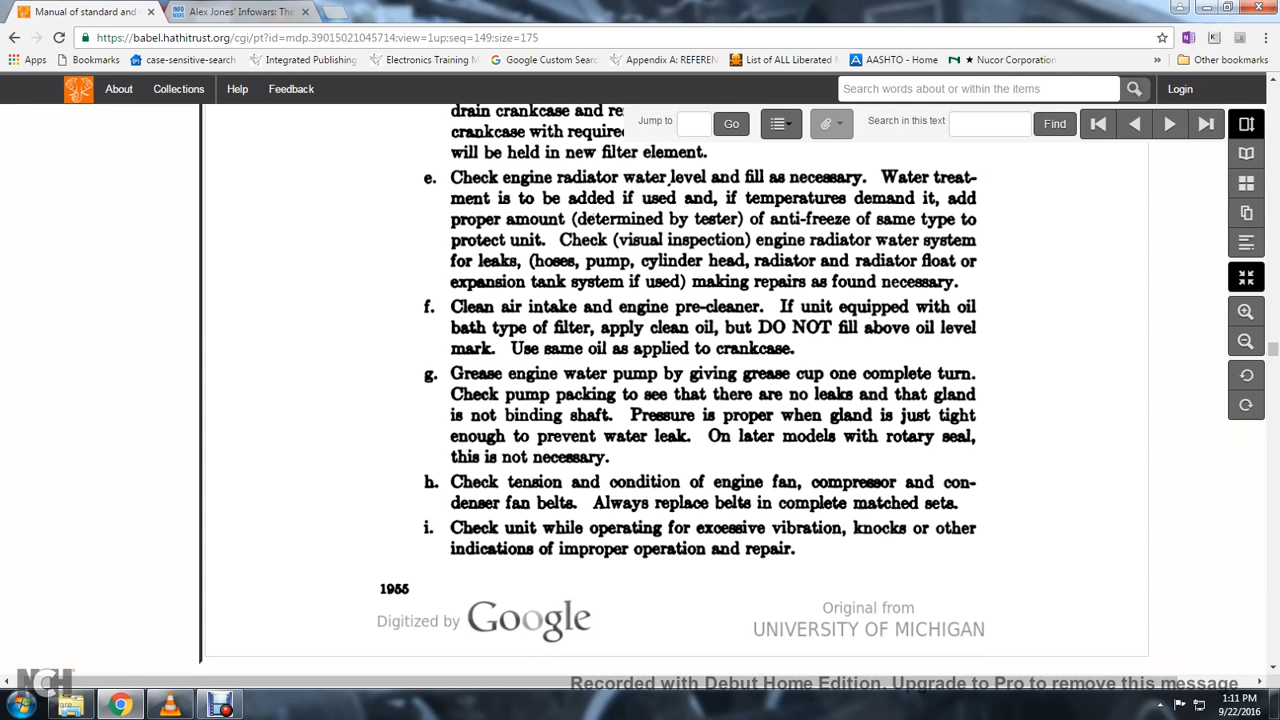 Manual of standard and
Alex Jones' Infowars: The
https://babel.hathitrust.org/cgi/pt?id=mdp.39015021045714;view=1up;seq=149;size=175
Apps
Bookmarks
case-sensitive-search
Integrated Publishing
Electronics Training M
Google Custom Sear
Appendix A: REFEREN
List of ALL Liberated
AASHTO - Home
Nucor Corporation
»
Other bookmarks
About
Collections
Help
Feedback
Search words about or within the items
Login
Jump to
Go
Search in this text
Find
drain crankcase and re
crankcase with required
will be held in new filter element.
e. Check engine radiator water level and fill as necessary. Water treat-
ment is to be added if used and, if temperatures demand it, add
proper amount (determined by tester) of anti-freeze of same type to
protect unit. Check (visual inspection) engine radiator water system
for leaks, (hoses, pump, cylinder head, radiator and radiator float or
expansion tank system if used) making repairs as found necessary.
f. Clean air intake and engine pre-cleaner. If unit equipped with oil
bath type of filter, apply clean oil, but DO NOT fill above oil level
mark. Use same oil as applied to crankcase.
g. Grease engine water pump by giving grease cup one complete turn.
Check pump packing to see that there are no leaks and that gland
is not binding shaft. Pressure is proper when gland is just tight
enough to prevent water leak. On later models with rotary seal,
this is not necessary.
h. Check tension and condition of engine fan, compressor and con-
denser fan belts. Always replace belts in complete matched sets.
i. Check unit while operating for excessive vibration, knocks or other
indications of improper operation and repair.
1955
Digitized by Google
Original from
UNIVERSITY OF MICHIGAN
NCH
Recorded with Debut Home Edition. Upgrade to Pro to remove this message
1:11 PM
9/22/2016